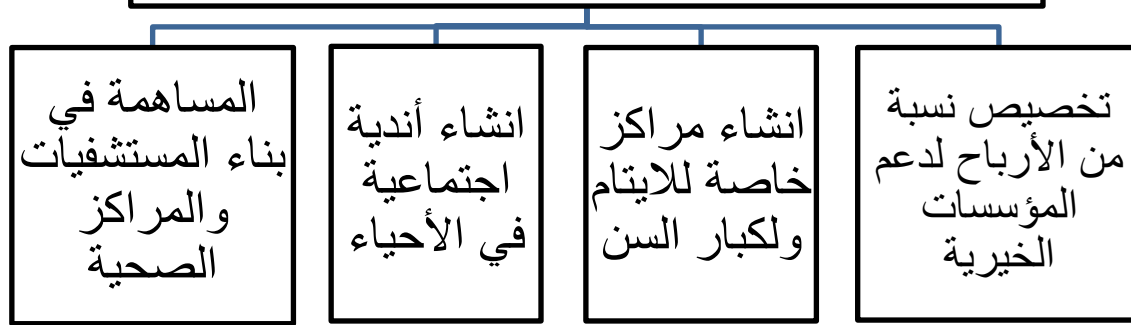 تخصيص نسبة
من الأرباح لدعم
المؤسسات
الخيرية
انشاء مراكز
خاصة للايتام
ولكبار السن
انشاء أندية
اجتماعية
في الأحياء
المساهمة في
بناء المستشفيات
والمراكز
الصحية